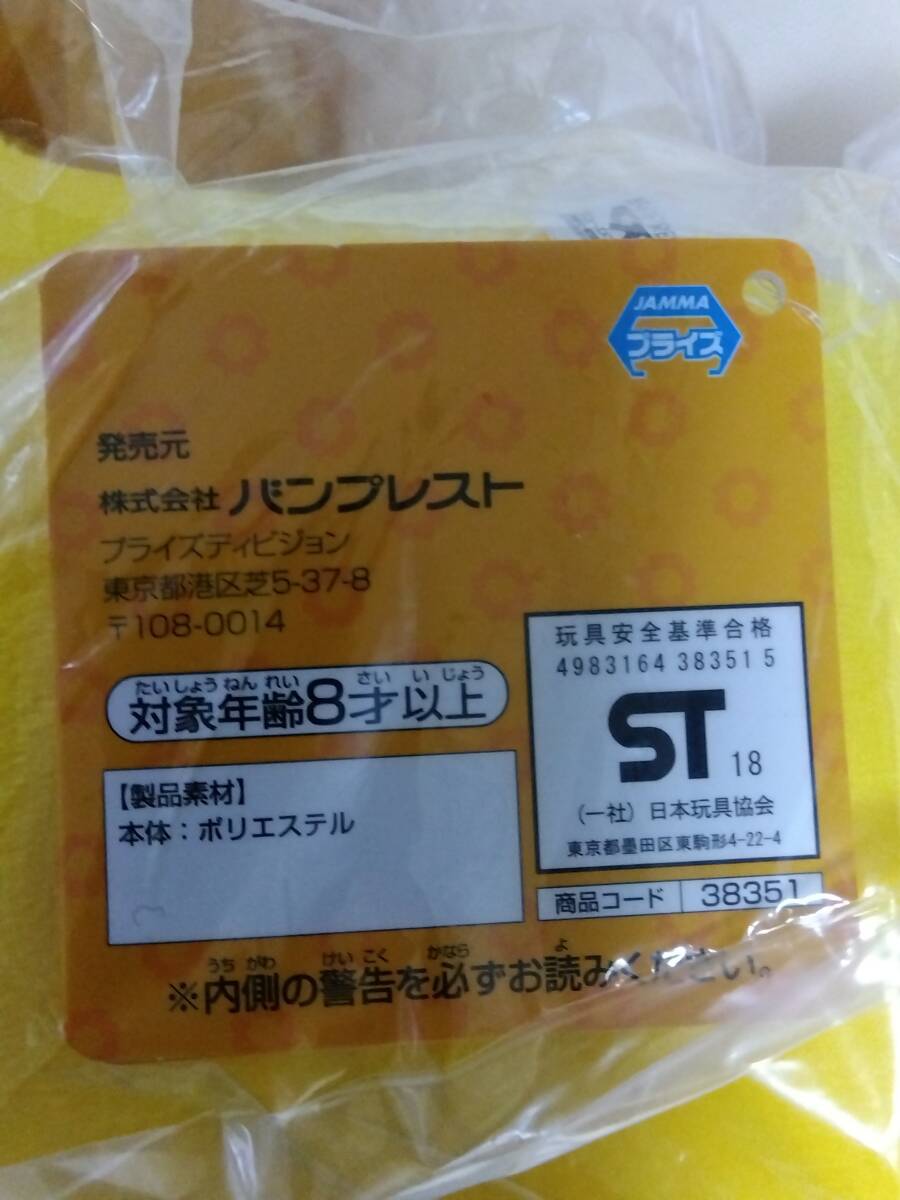 JAMMA
プライズ
発売元
株式会社 バンプレスト
プライズディビジョン
東京都港区芝5-37-8
〒108-0014
たいしょうねんれい さい いじょう
対象年齢8才以上
【製品素材】
本体:ポリエステル
玩具安全基準合格
4983164 38351 5
ST 18
(一社)日本玩具協会
東京都墨田区東駒形4-22-4
商品コード 38351
うちがわ けいこく かなら よ
※内側の警告を必ずお読みください。